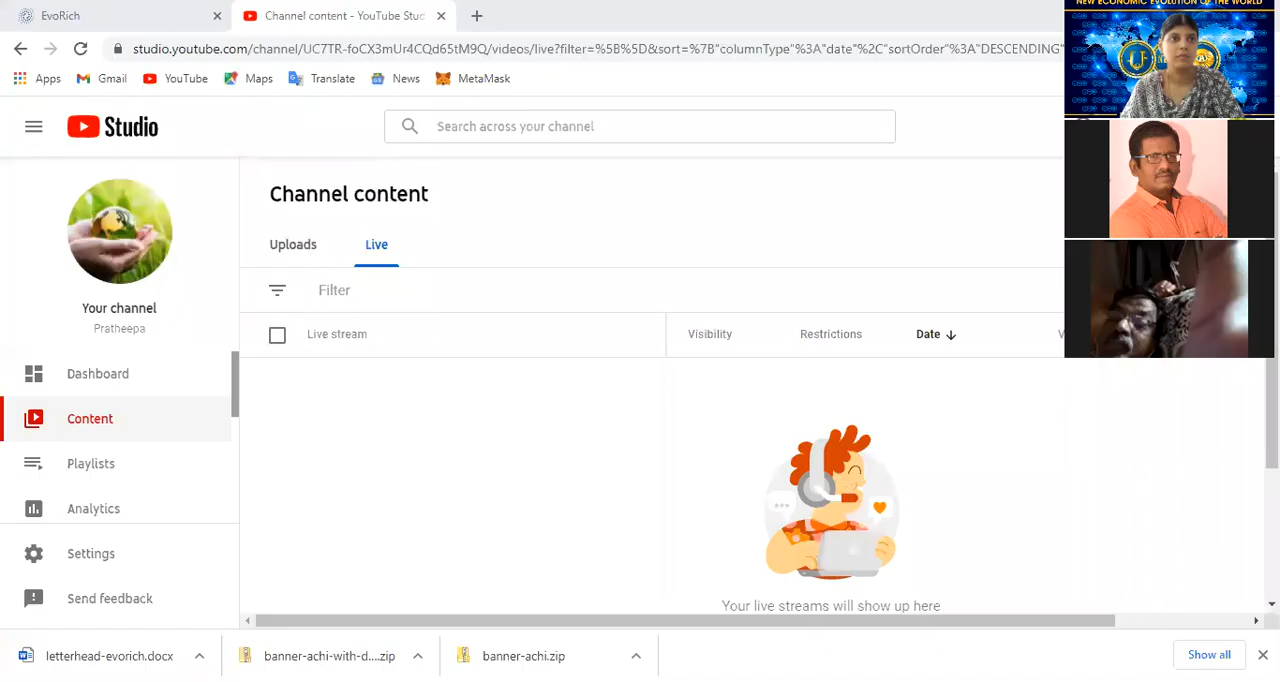 EvoRich
Channel content - YouTube Stud
studio.youtube.com/channel/UC7TR-foCX3mUr4CQd65tM9Q/videos/live?filter=%5B%5D&sort=%7B"columnType"%3A"date"%2C"sortOrder"%3A"DESCENDING"
NEW ECONOMIC EVOLUTION OF THE WORLD
Apps Gmail YouTube Maps Translate News MetaMask
Studio
Search across your channel
Channel content
Uploads Live
Filter
Live stream Visibility Restrictions Date
Your channel
Pratheepa
Dashboard
Content
Playlists
Analytics
Settings
Send feedback
Your live streams will show up here
letterhead-evorich.docx
banner-achi-with-d....zip
banner-achi.zip
Show all